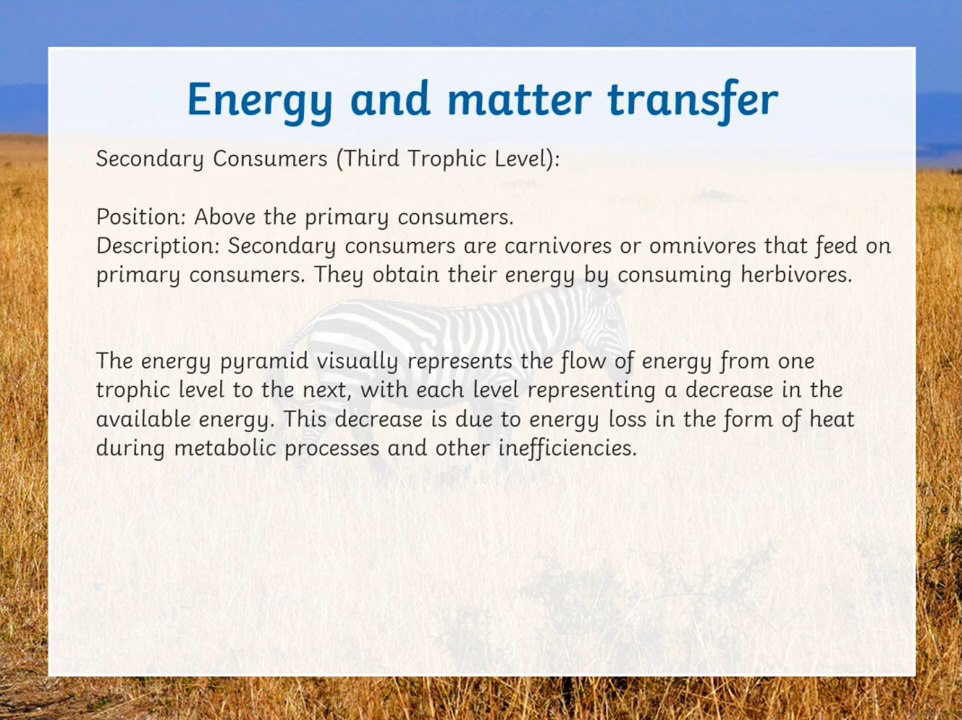 Energy and matter transfer
Secondary Consumers (Third Trophic Level):
Position: Above the primary consumers.
Description: Secondary consumers are carnivores or omnivores that feed on
primary consumers. They obtain their energy by consuming herbivores.
The energy pyramid visually represents the flow of energy from one
trophic level to the next, with each level representing a decrease in the
available energy. This decrease is due to energy loss in the form of heat
during metabolic processes and other inefficiencies.